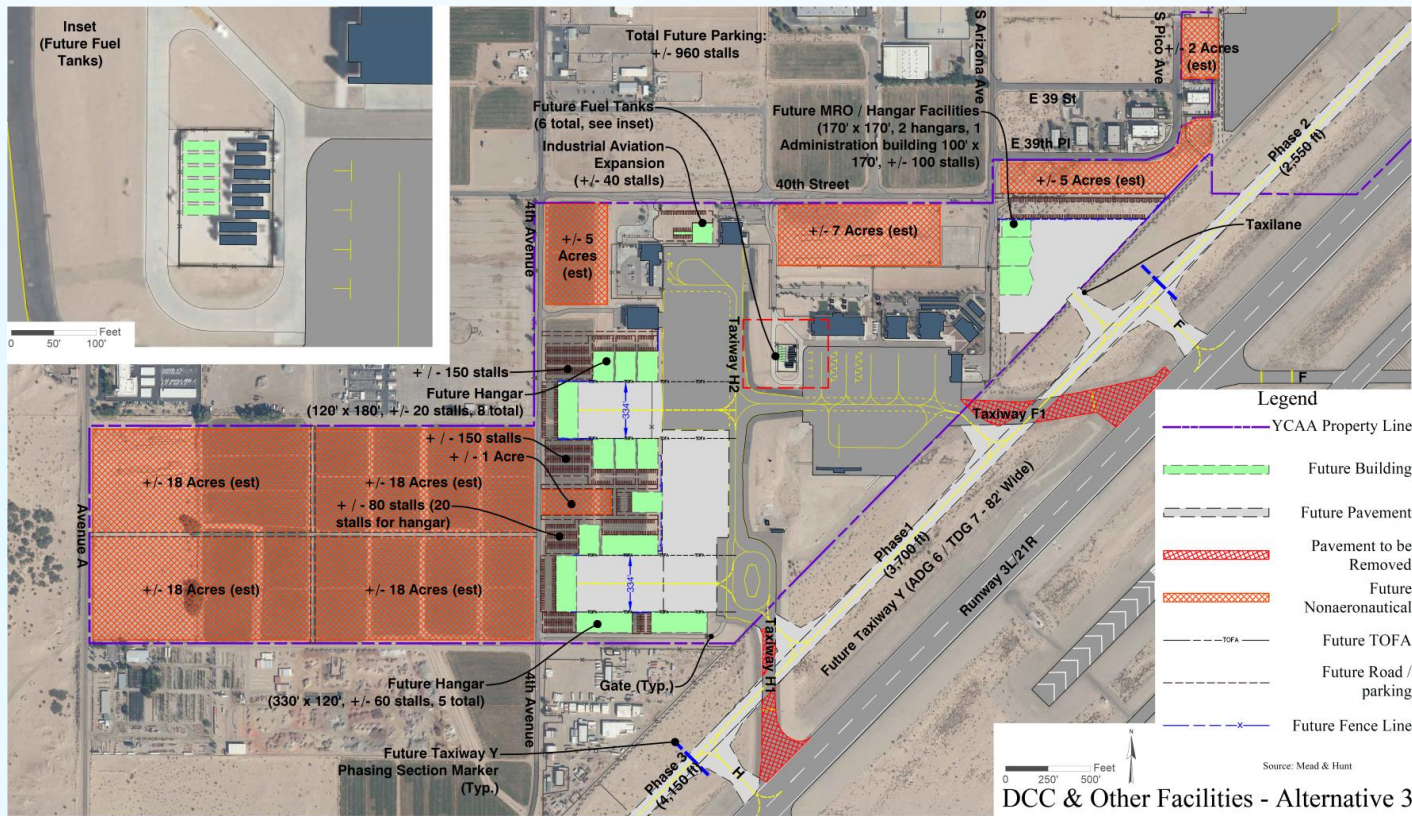 Inset
(Future Fuel
Tanks)
0 50' 100' Feet
Total Future Parking:
+/- 960 stalls
S Arizona Ave
S Pico Ave
+/- 2 Acres
(est)
Future Fuel Tanks
(6 total, see inset)
Industrial Aviation
Expansion
(+/- 40 stalls)
Future MRO / Hangar Facilities
(170' x 170', 2 hangars, 1
Administration building 100' x
170', +/- 100 stalls)
E 39 St
E 39th Pl
40th Street
+/- 5 Acres (est)
Phase 2
(2,550 ft)
4th Avenue
+/- 5
Acres
(est)
+/- 7 Acres (est)
Taxilane
Taxiway H2
F
F
+ / - 150 stalls
Future Hangar
(120' x 180', +/- 20 stalls, 8 total)
334'
Taxiway F1
+ / - 150 stalls
+ / - 1 Acre
+ / - 80 stalls (20
stalls for hangar)
+/- 18 Acres (est)
+/- 18 Acres (est)
Avenue A
+/- 18 Acres (est)
+/- 18 Acres (est)
334'
TOFA
Phase1
(3,700 ft)
Future Taxiway Y (ADG 6 / TDG 7 - 82' Wide)
Runway 3L/21R
Taxiway H1
Future Hangar
(330' x 120', +/- 60 stalls, 5 total)
Gate (Typ.)
4th Avenue
Future Taxiway Y
Phasing Section Marker
(Typ.)
Phase 3
(4,150 ft)
H
Legend
YCAA Property Line
Future Building
Future Pavement
Pavement to be
Removed
Future
Nonaeronautical
TOFA
Future TOFA
Future Road /
parking
Future Fence Line
N
0 250' 500' Feet
Source: Mead & Hunt
DCC & Other Facilities - Alternative 3